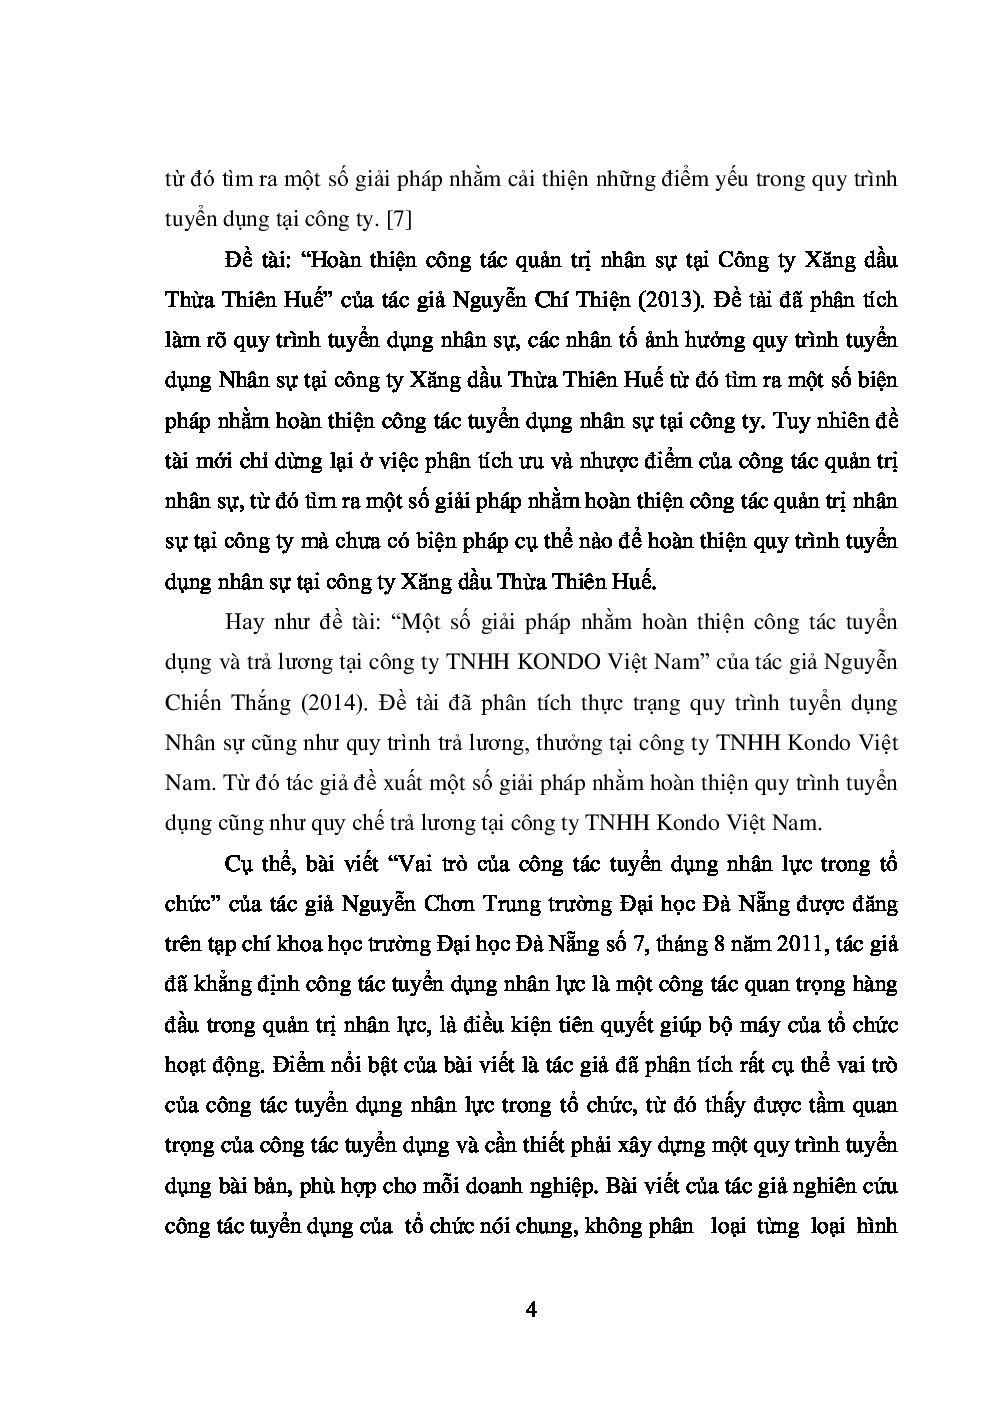 từ đó tìm ra một số giải pháp nhằm cải thiện những điểm yếu trong quy trình
tuyển dụng tại công ty. [7]
Đề tài: “Hoàn thiện công tác quản trị nhân sự tại Công ty Xăng dầu
Thừa Thiên Huế” của tác giả Nguyễn Chí Thiện (2013). Đề tài đã phân tích
làm rõ quy trình tuyển dụng nhân sự, các nhân tố ảnh hưởng quy trình tuyển
dụng Nhân sự tại công ty Xăng dầu Thừa Thiên Huế từ đó tìm ra một số biện
pháp nhằm hoàn thiện công tác tuyển dụng nhân sự tại công ty. Tuy nhiên đề
tài mới chỉ dừng lại ở việc phân tích ưu và nhược điểm của công tác quản trị
nhân sự, từ đó tìm ra một số giải pháp nhằm hoàn thiện công tác quản trị nhân
sự tại công ty mà chưa có biện pháp cụ thể nào để hoàn thiện quy trình tuyển
dụng nhân sự tại công ty Xăng dầu Thừa Thiên Huế.
Hay như đề tài: “Một số giải pháp nhằm hoàn thiện công tác tuyển
dụng và trả lương tại công ty TNHH KONDO Việt Nam” của tác giả Nguyễn
Chiến Thắng (2014). Đề tài đã phân tích thực trạng quy trình tuyển dụng
Nhân sự cũng như quy trình trả lương, thưởng tại công ty TNHH Kondo Việt
Nam. Từ đó tác giả đề xuất một số giải pháp nhằm hoàn thiện quy trình tuyển
dụng cũng như quy chế trả lương tại công ty TNHH Kondo Việt Nam.
Cụ thể, bài viết “Vai trò của công tác tuyển dụng nhân lực trong tổ
chức” của tác giả Nguyễn Chơn Trung trường Đại học Đà Nẵng được đăng
trên tạp chí khoa học trường Đại học Đà Nẵng số 7, tháng 8 năm 2011, tác giả
đã khẳng định công tác tuyển dụng nhân lực là một công tác quan trọng hàng
đầu trong quản trị nhân lực, là điều kiện tiên quyết giúp bộ máy của tổ chức
hoạt động. Điểm nổi bật của bài viết là tác giả đã phân tích rất cụ thể vai trò
của công tác tuyển dụng nhân lực trong tổ chức, từ đó thấy được tầm quan
trọng của công tác tuyển dụng và cần thiết phải xây dựng một quy trình tuyển
dụng bài bản, phù hợp cho mỗi doanh nghiệp. Bài viết của tác giả nghiên cứu
công tác tuyển dụng của tổ chức nói chung, không phân loại từng loại hình
4